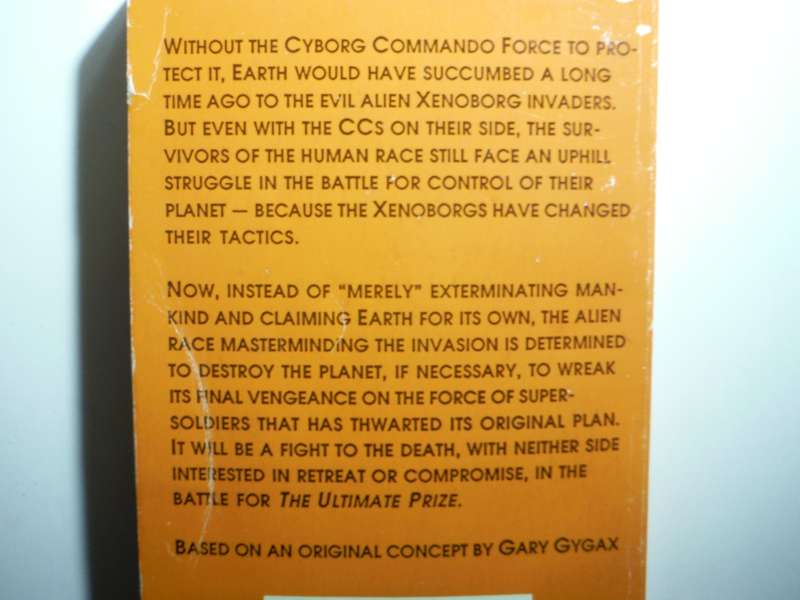 WITHOUT THE CYBORG COMMANDO FORCE TO PRO-
TECT IT, EARTH WOULD HAVE SUCCUMBED A LONG
TIME AGO TO THE EVIL ALIEN XENOBORG INVADERS.
BUT EVEN WITH THE CCS ON THEIR SIDE, THE SUR-
VIVORS OF THE HUMAN RACE STILL FACE AN UPHILL
STRUGGLE IN THE BATTLE FOR CONTROL OF THEIR
PLANET — BECAUSE THE XENOBORGS HAVE CHANGED
THEIR TACTICS.
NOW, INSTEAD OF "MERELY" EXTERMINATING MAN-
KIND AND CLAIMING EARTH FOR ITS OWN, THE ALIEN
RACE MASTERMINDING THE INVASION IS DETERMINED
TO DESTROY THE PLANET, IF NECESSARY, TO WREAK
ITS FINAL VENGEANCE ON THE FORCE OF SUPER-
SOLDIERS THAT HAS THWARTED ITS ORIGINAL PLAN.
IT WILL BE A FIGHT TO THE DEATH, WITH NEITHER SIDE
INTERESTED IN RETREAT OR COMPROMISE, IN THE
BATTLE FOR THE ULTIMATE PRIZE.
BASED ON AN ORIGINAL CONCEPT BY GARY GYGAX